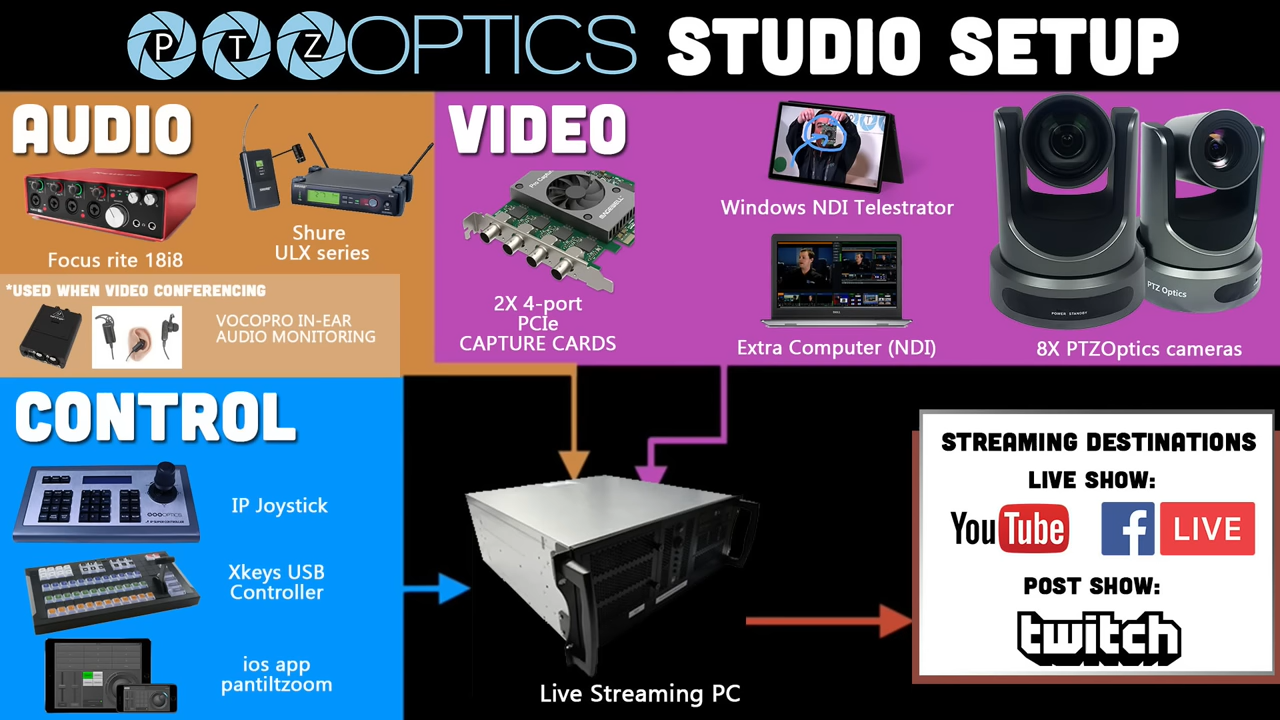 PTZOPTICS STUDIO SETUP
AUDIO
Focus rite 18i8
Shure
ULX series
*USED WHEN VIDEO CONFERENCING
VOCOPRO IN-EAR
AUDIO MONITORING
VIDEO
2X 4-port
PCIe
CAPTURE CARDS
Windows NDI Telestrator
Extra Computer (NDI)
PTZ Optics
POWER STANDBY
8X PTZOptics cameras
CONTROL
IP Joystick
Xkeys USB
Controller
ios app
pantiltzoom
Live Streaming PC
STREAMING DESTINATIONS
LIVE SHOW:
YouTube
f LIVE
POST SHOW:
twitch